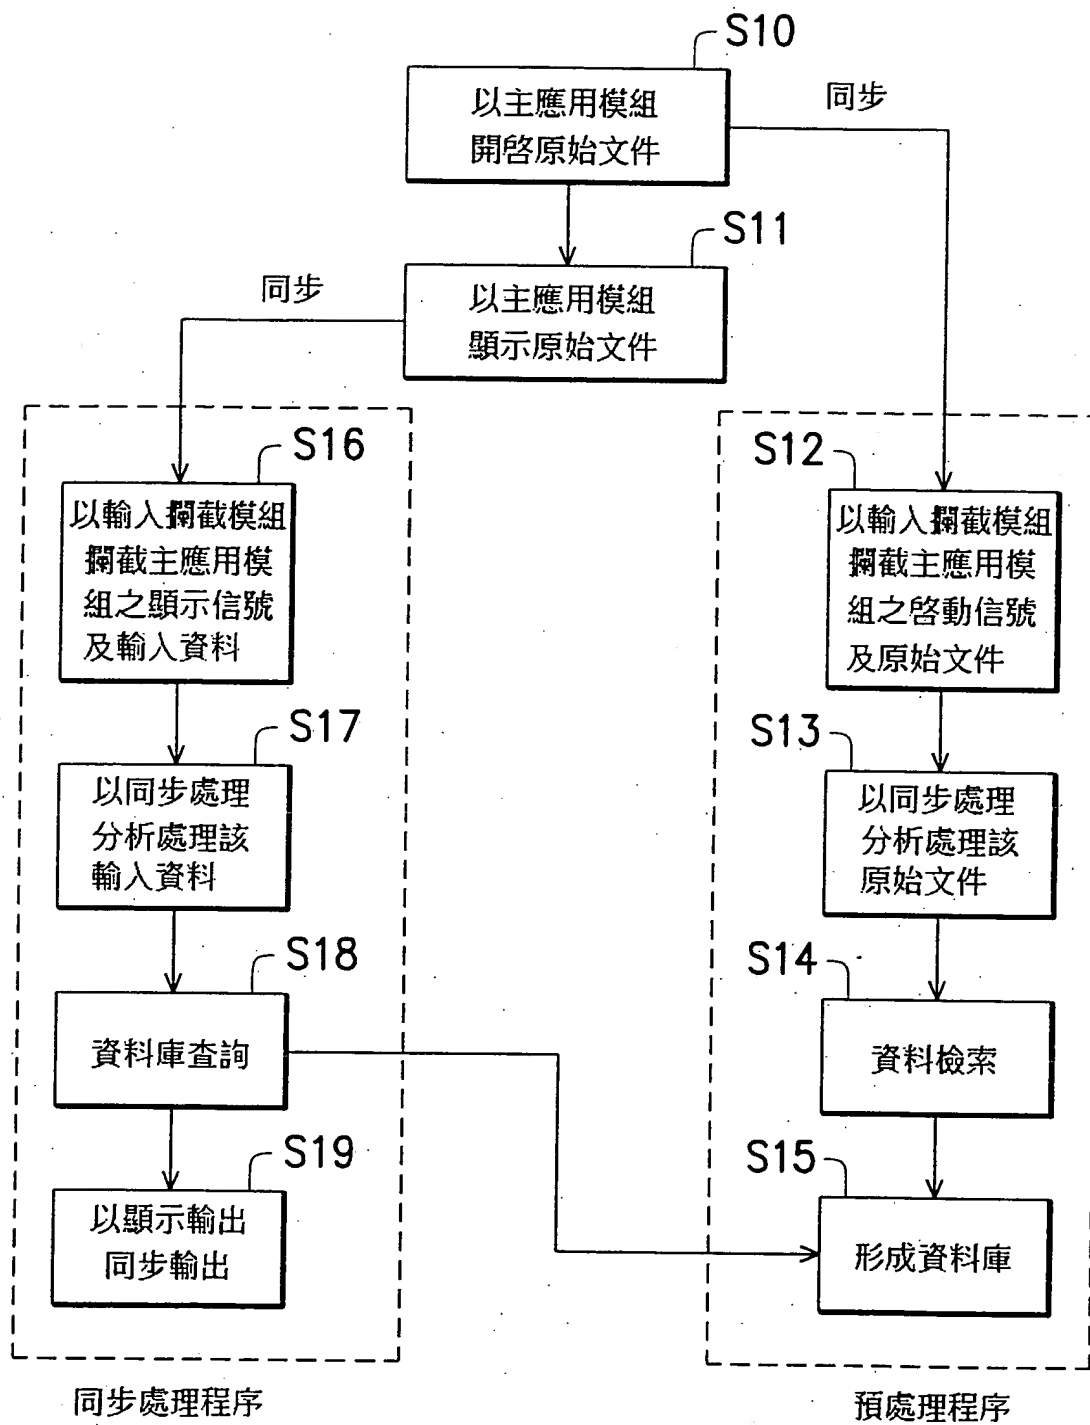 S10
以主應用模組
開啓原始文件
同步
S11
以主應用模組
顯示原始文件
同步
S16
以輸入攔截模組
攔截主應用模
組之顯示信號
及輸入資料
S17
以同步處理
分析處理該
輸入資料
S18
資料庫查詢
S19
以顯示輸出
同步輸出
同步處理程序
S12
以輸入攔截模組
攔截主應用模
組之啓動信號
及原始文件
S13
以同步處理
分析處理該
原始文件
S14
資料檢索
S15
形成資料庫
預處理程序